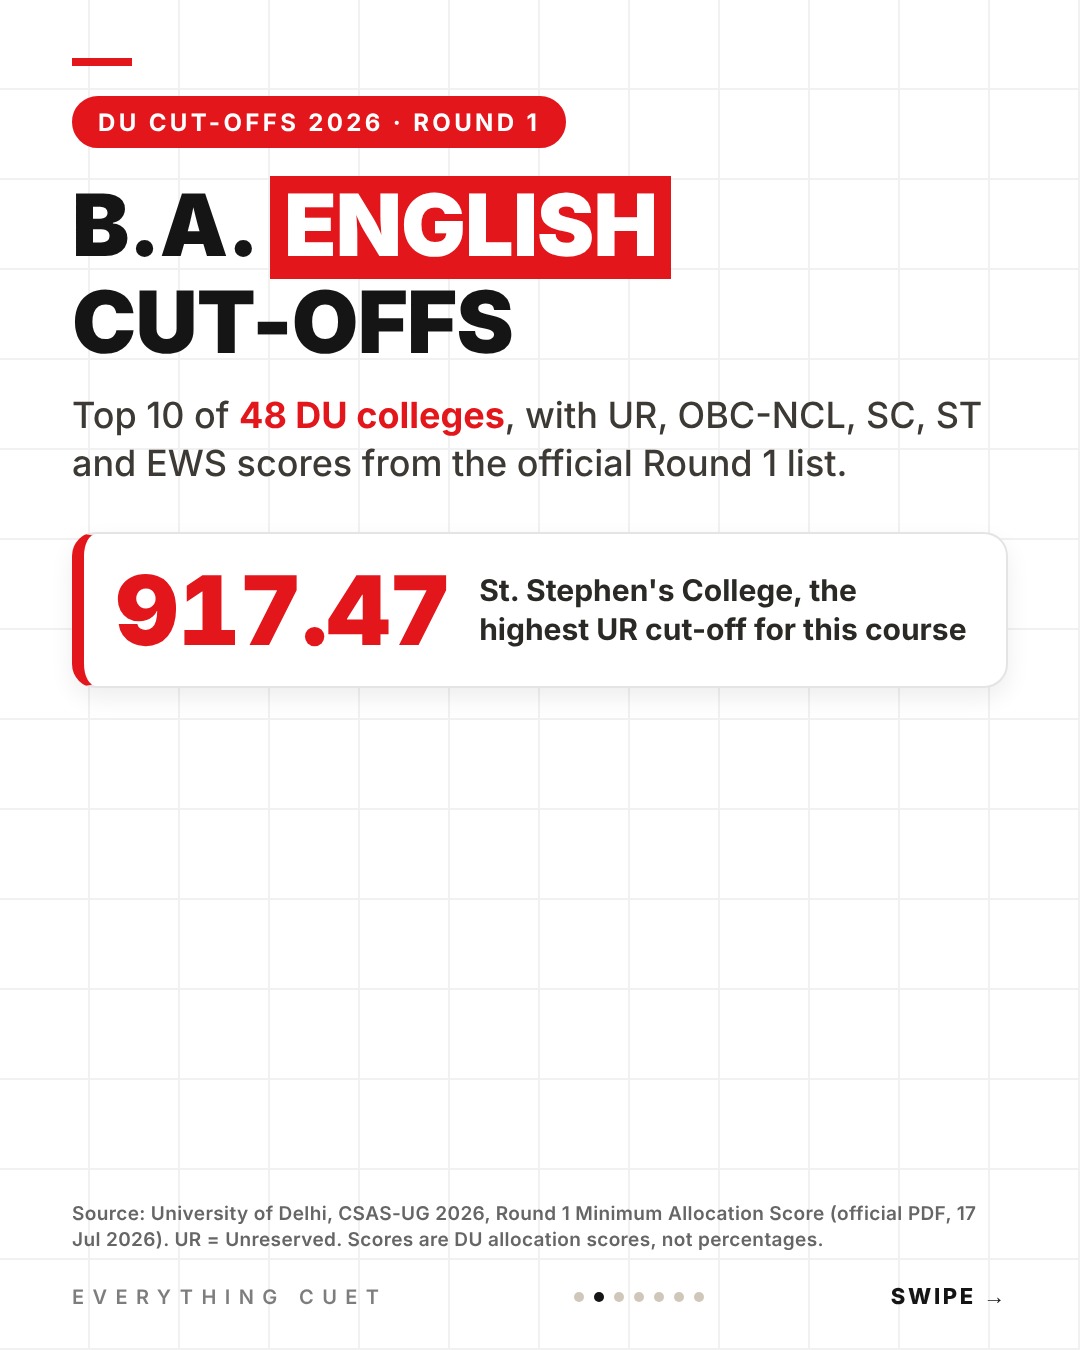 DU CUT-OFFS 2026 · ROUND 1
B.A. ENGLISH
CUT-OFFS
Top 10 of 48 DU colleges, with UR, OBC-NCL, SC, ST
and EWS scores from the official Round 1 list.
917.47
St. Stephen's College, the
highest UR cut-off for this course
Source: University of Delhi, CSAS-UG 2026, Round 1 Minimum Allocation Score (official PDF, 17
Jul 2026). UR = Unreserved. Scores are DU allocation scores, not percentages.
EVERYTHING CUET
SWIPE →